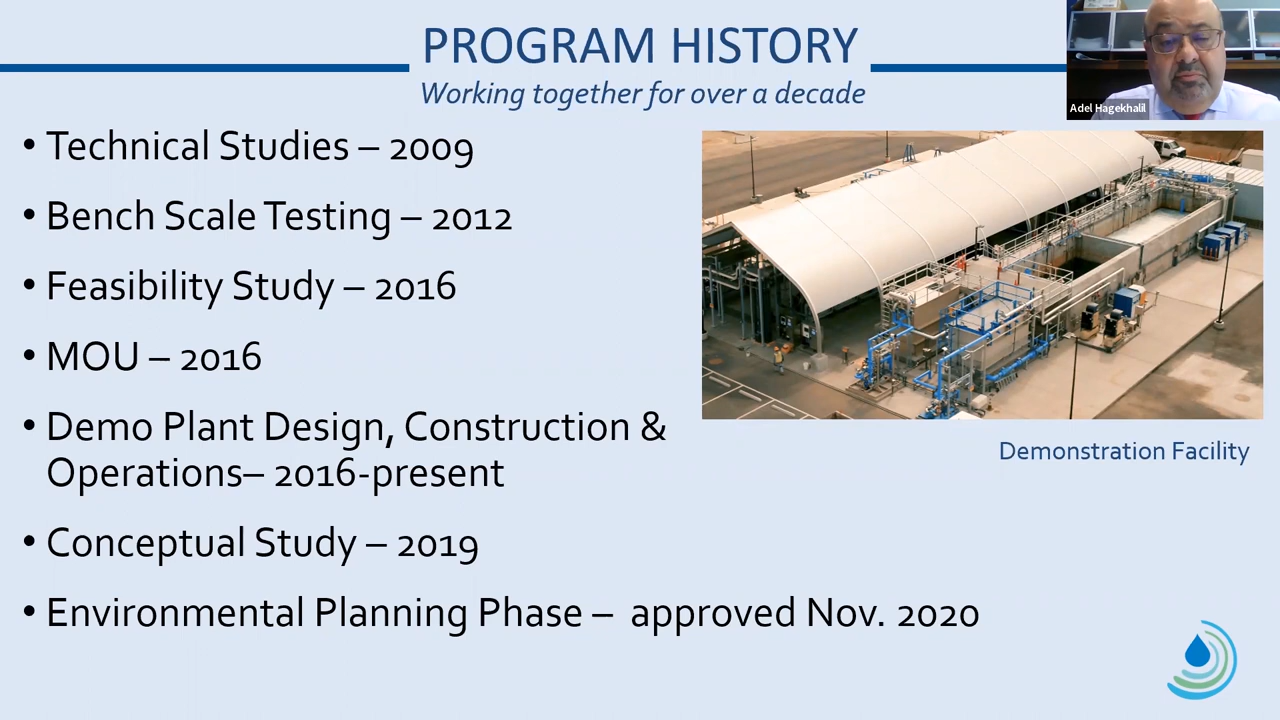 PROGRAM HISTORY
Working together for over a decade
Adel Hagekhalil
• Technical Studies – 2009
• Bench Scale Testing – 2012
• Feasibility Study – 2016
• MOU – 2016
• Demo Plant Design, Construction &
Operations– 2016-present
Demonstration Facility
• Conceptual Study – 2019
• Environmental Planning Phase – approved Nov. 2020